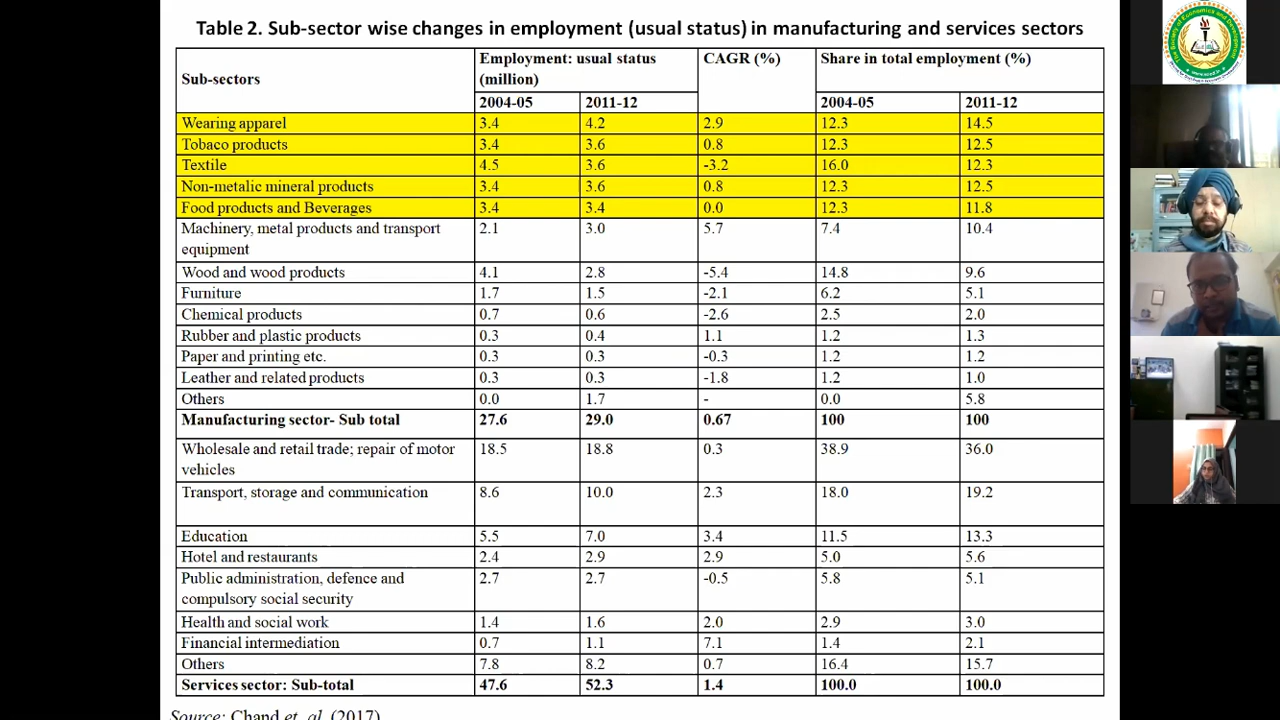 Table 2. Sub-sector wise changes in employment (usual status) in manufacturing and services sectors
Sub-sectors Employment: usual status (million) CAGR (%) Share in total employment (%)
2004-05 2011-12 2004-05 2011-12
Wearing apparel 3.4 4.2 2.9 12.3 14.5
Tobaco products 3.4 3.6 0.8 12.3 12.5
Textile 4.5 3.6 -3.2 16.0 12.3
Non-metalic mineral products 3.4 3.6 0.8 12.3 12.5
Food products and Beverages 3.4 3.4 0.0 12.3 11.8
Machinery, metal products and transport equipment 2.1 3.0 5.7 7.4 10.4
Wood and wood products 4.1 2.8 -5.4 14.8 9.6
Furniture 1.7 1.5 -2.1 6.2 5.1
Chemical products 0.7 0.6 -2.6 2.5 2.0
Rubber and plastic products 0.3 0.4 1.1 1.2 1.3
Paper and printing etc. 0.3 0.3 -0.3 1.2 1.2
Leather and related products 0.3 0.3 -1.8 1.2 1.0
Others 0.0 1.7 - 0.0 5.8
Manufacturing sector- Sub total 27.6 29.0 0.67 100 100
Wholesale and retail trade; repair of motor vehicles 18.5 18.8 0.3 38.9 36.0
Transport, storage and communication 8.6 10.0 2.3 18.0 19.2
Education 5.5 7.0 3.4 11.5 13.3
Hotel and restaurants 2.4 2.9 2.9 5.0 5.6
Public administration, defence and compulsory social security 2.7 2.7 -0.5 5.8 5.1
Health and social work 1.4 1.6 2.0 2.9 3.0
Financial intermediation 0.7 1.1 7.1 1.4 2.1
Others 7.8 8.2 0.7 16.4 15.7
Services sector: Sub-total 47.6 52.3 1.4 100.0 100.0
Source: Chand et. al. (2017)